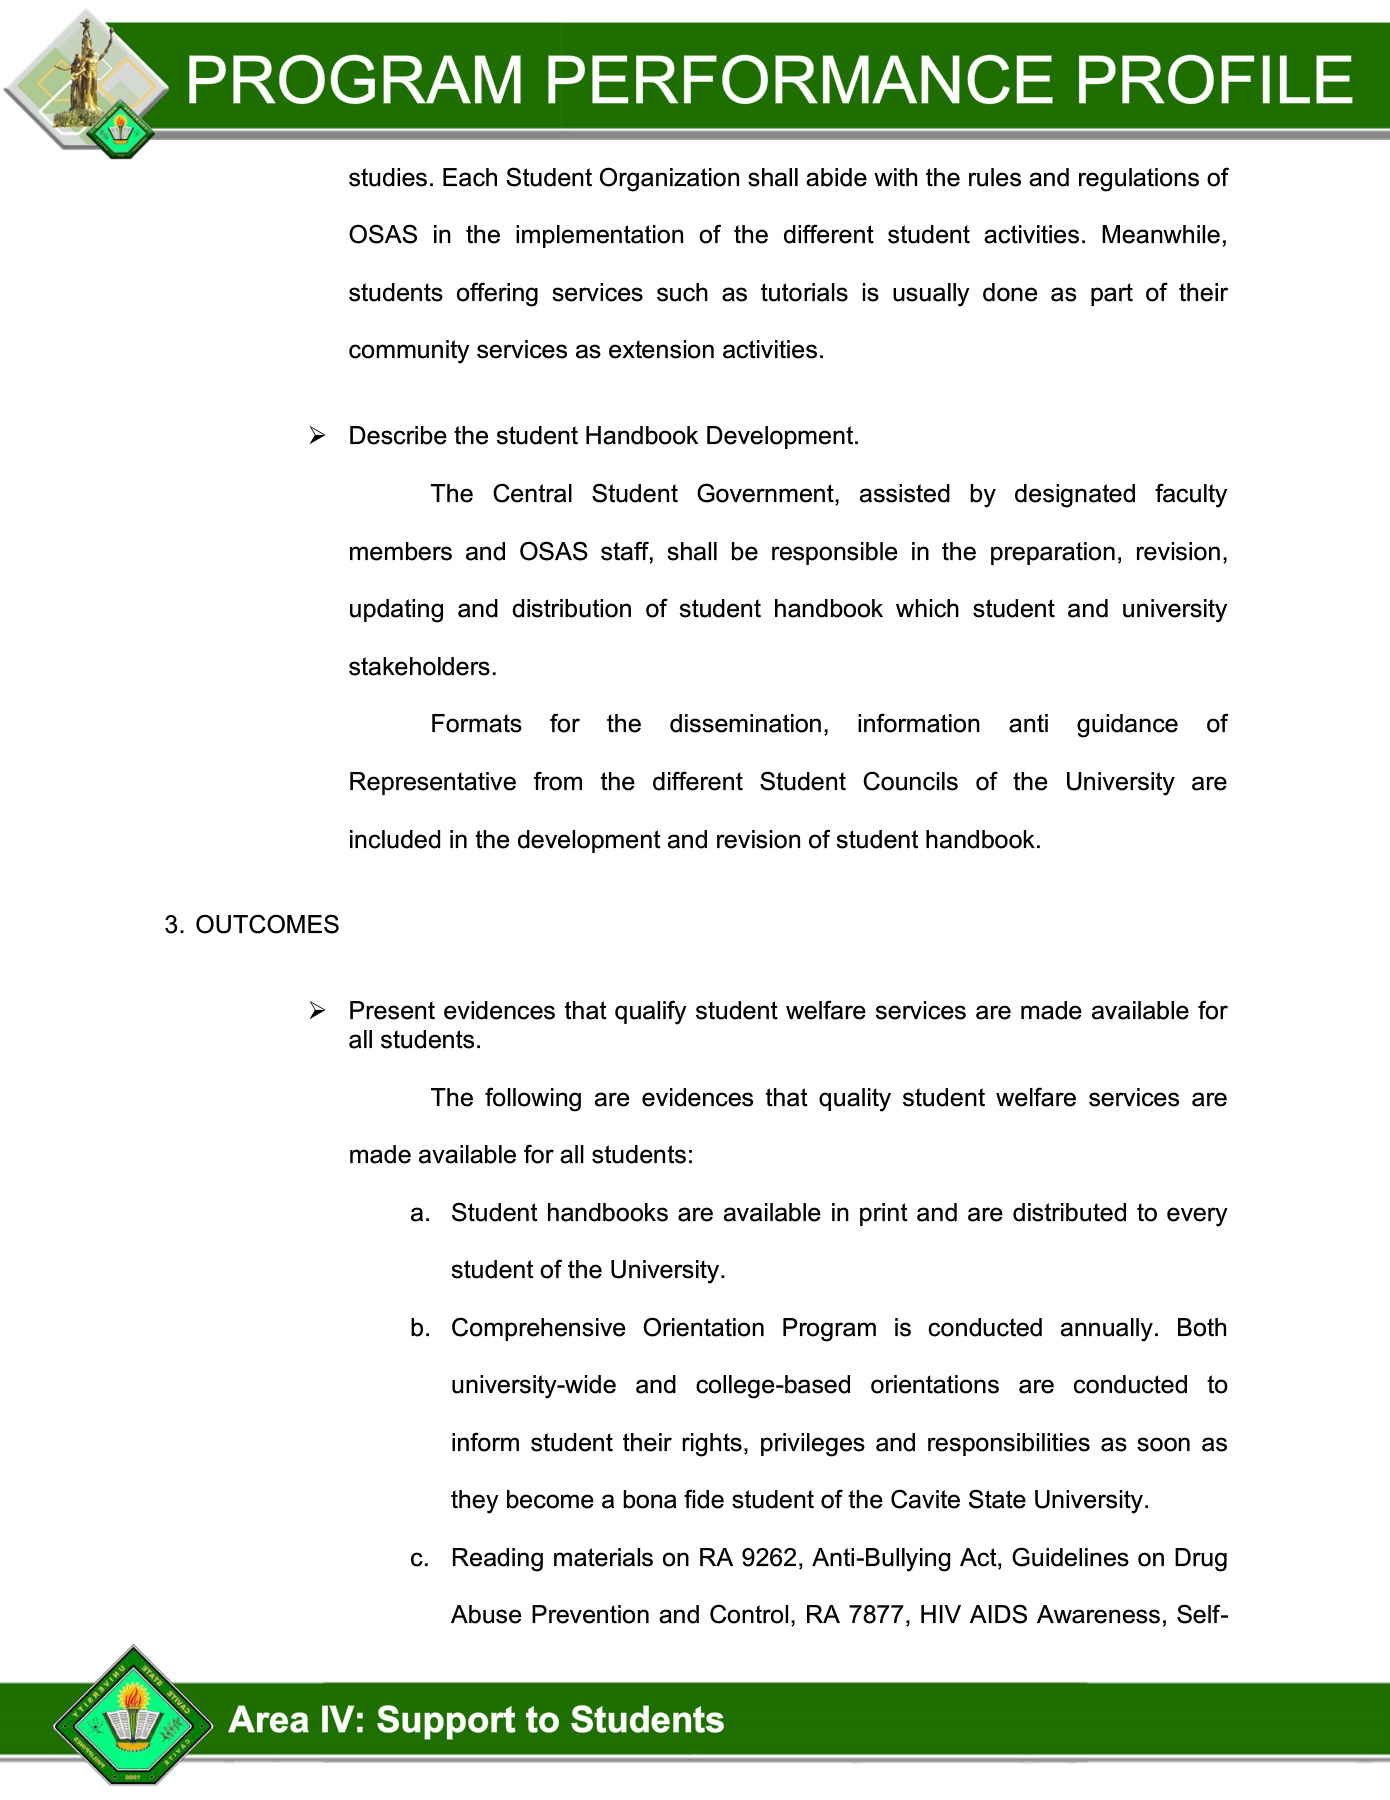 PROGRAM PERFORMANCE PROFILE
studies. Each Student Organization shall abide with the rules and regulations of
OSAS in the implementation of the different student activities. Meanwhile,
students offering services such as tutorials is usually done as part of their
community services as extension activities.
➢ Describe the student Handbook Development.
The Central Student Government, assisted by designated faculty
members and OSAS staff, shall be responsible in the preparation, revision,
updating and distribution of student handbook which student and university
stakeholders.
Formats for the dissemination, information anti guidance of
Representative from the different Student Councils of the University are
included in the development and revision of student handbook.
3. OUTCOMES
➢ Present evidences that qualify student welfare services are made available for
all students.
The following are evidences that quality student welfare services are
made available for all students:
a. Student handbooks are available in print and are distributed to every
student of the University.
b. Comprehensive Orientation Program is conducted annually. Both
university-wide and college-based orientations are conducted to
inform student their rights, privileges and responsibilities as soon as
they become a bona fide student of the Cavite State University.
c. Reading materials on RA 9262, Anti-Bullying Act, Guidelines on Drug
Abuse Prevention and Control, RA 7877, HIV AIDS Awareness, Self-
CAVITE STATE UNIVERSITY
CAVITE PHILIPPINES
Area IV: Support to Students